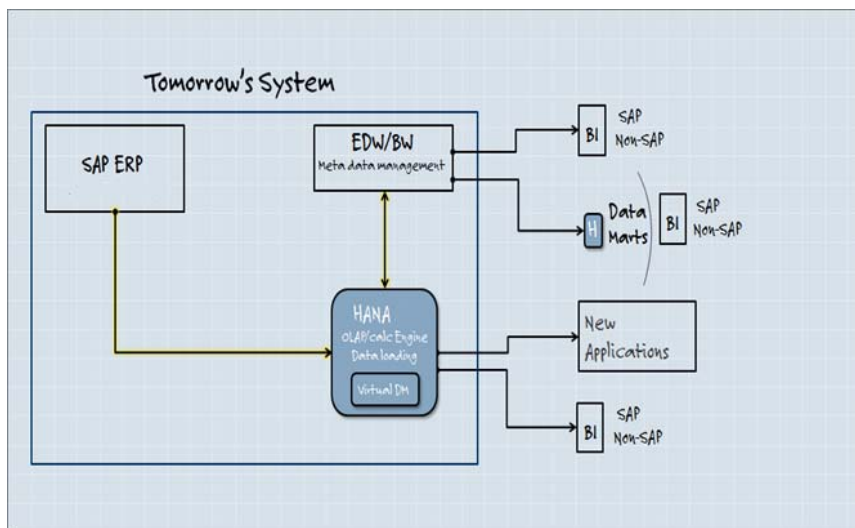 Tomorrow's System
SAP ERP
EDW/BW
Meta data management
BI
SAP
Non-SAP
H
Data
Marts
BI
SAP
Non-SAP
HANA
OLAP/calc Engine
Data loading
Virtual DM
New
Applications
BI
SAP
Non-SAP